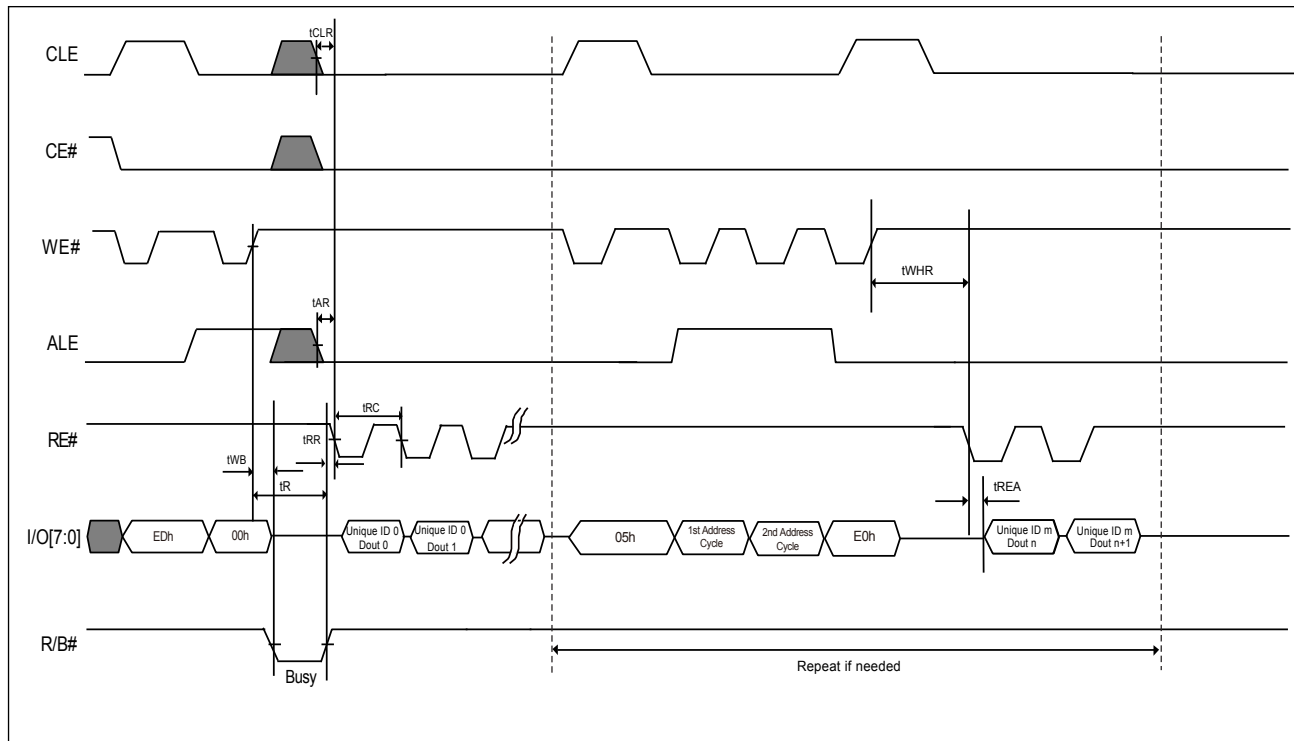 tCLR
CLE
CE#
WE#
tWHR
tAR
ALE
tRC
RE#
tRR
tWB
tR
tREA
I/O[7:0]
EDh
00h
Unique ID 0
Dout 0
Unique ID 0
Dout 1
05h
1st Address
Cycle
2nd Address
Cycle
E0h
Unique ID m
Dout n
Unique ID m
Dout n+1
R/B#
Busy
Repeat if needed